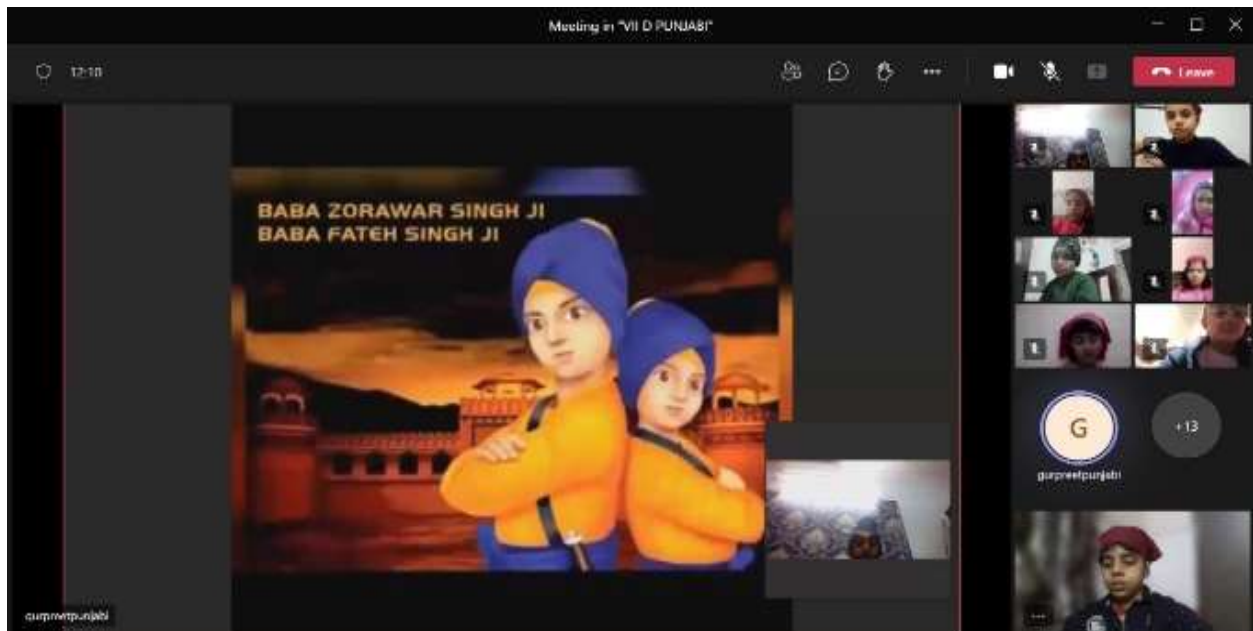 Meeting in "VII D PUNJABI"
12:10
Leave
BABA ZORAWAR SINGH JI
BABA FATEH SINGH JI
G
+13
gurpreetpunjabi
gurpreetpunjabi